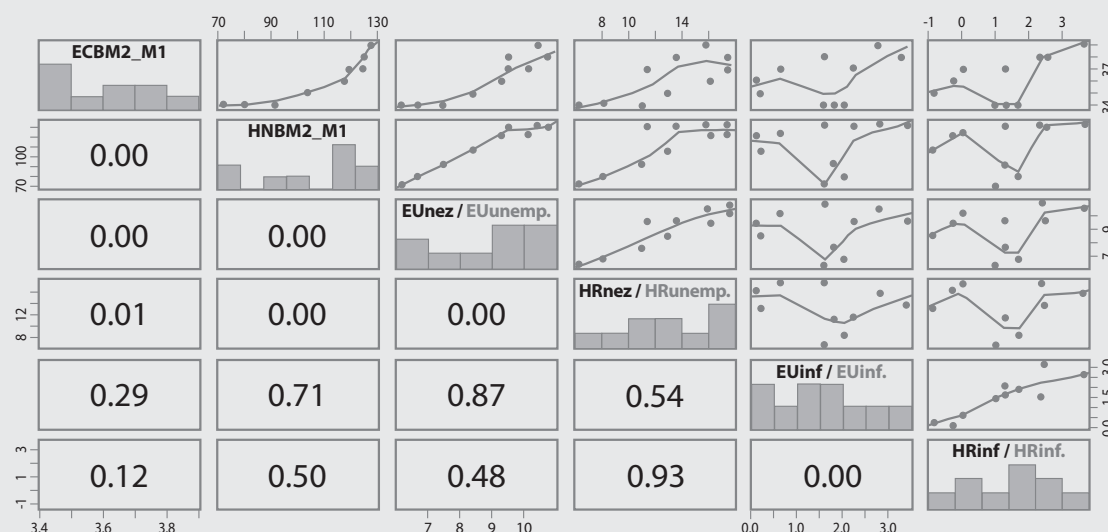 70 90 110 130 8 10 14 -1 0 1 2 3
ECBM2_M1
3.4 3.7
HNBM2_M1
70 100
0.00
EUnez / EUunemp.
7 9
0.00 0.00
HRnez / HRunemp.
8 12
0.01 0.00 0.00
EUinf / EUinf.
0.0 1.5 3.0
0.29 0.71 0.87 0.54
HRinf / HRinf.
-1 1 3
0.12 0.50 0.48 0.93 0.00
3.4 3.6 3.8 7 8 9 10 0.0 1.0 2.0 3.0